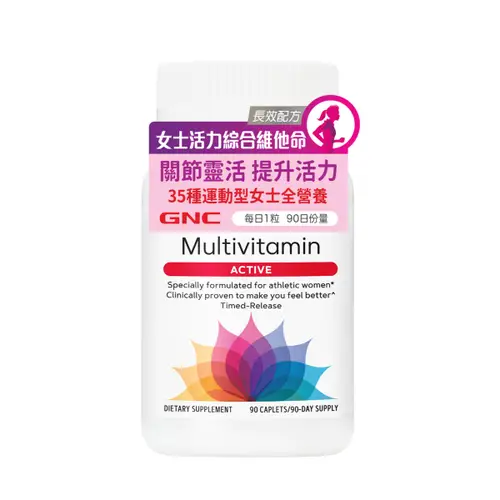 長效配方
女士活力綜合維他命
關節靈活 提升活力
35種運動型女士全營養
GNC 每日1粒 90日份量
Multivitamin
ACTIVE
Specially formulated for athletic women*
Clinically proven to make you feel better^
Timed-Release
DIETARY SUPPLEMENT 90 CAPLETS/90-DAY SUPPLY